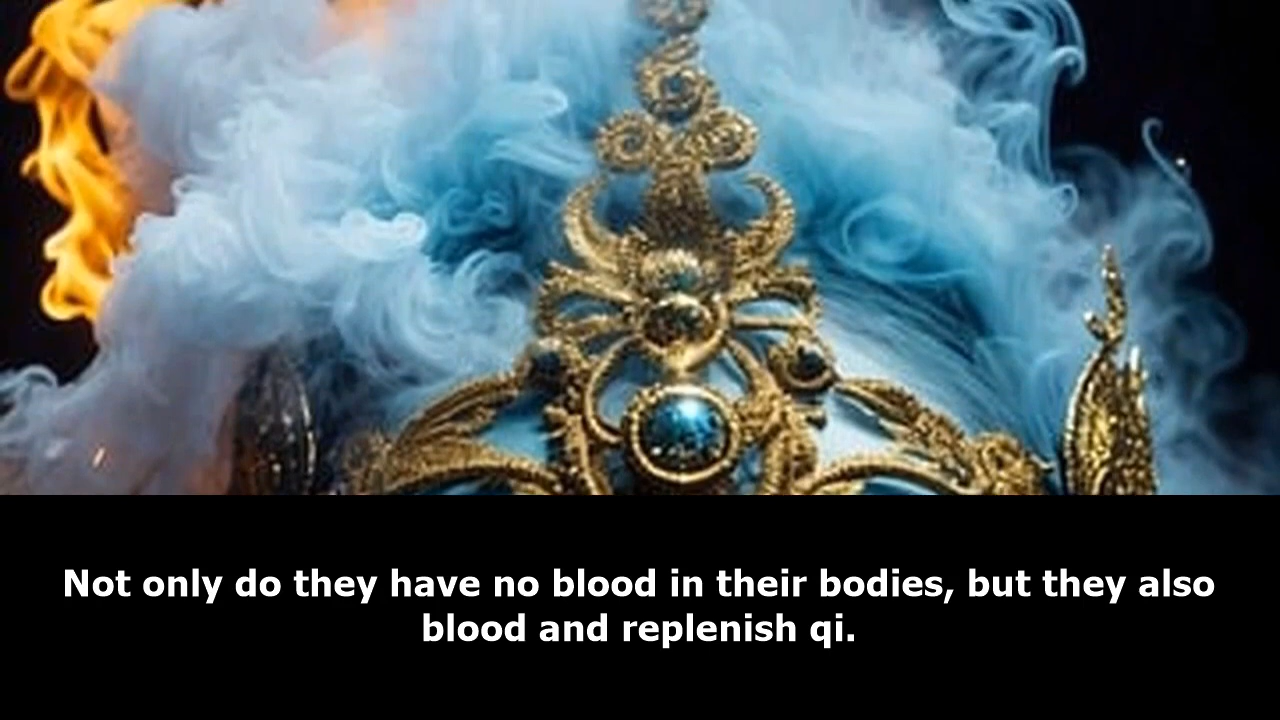 Not only do they have no blood in their bodies, but they also
blood and replenish qi.